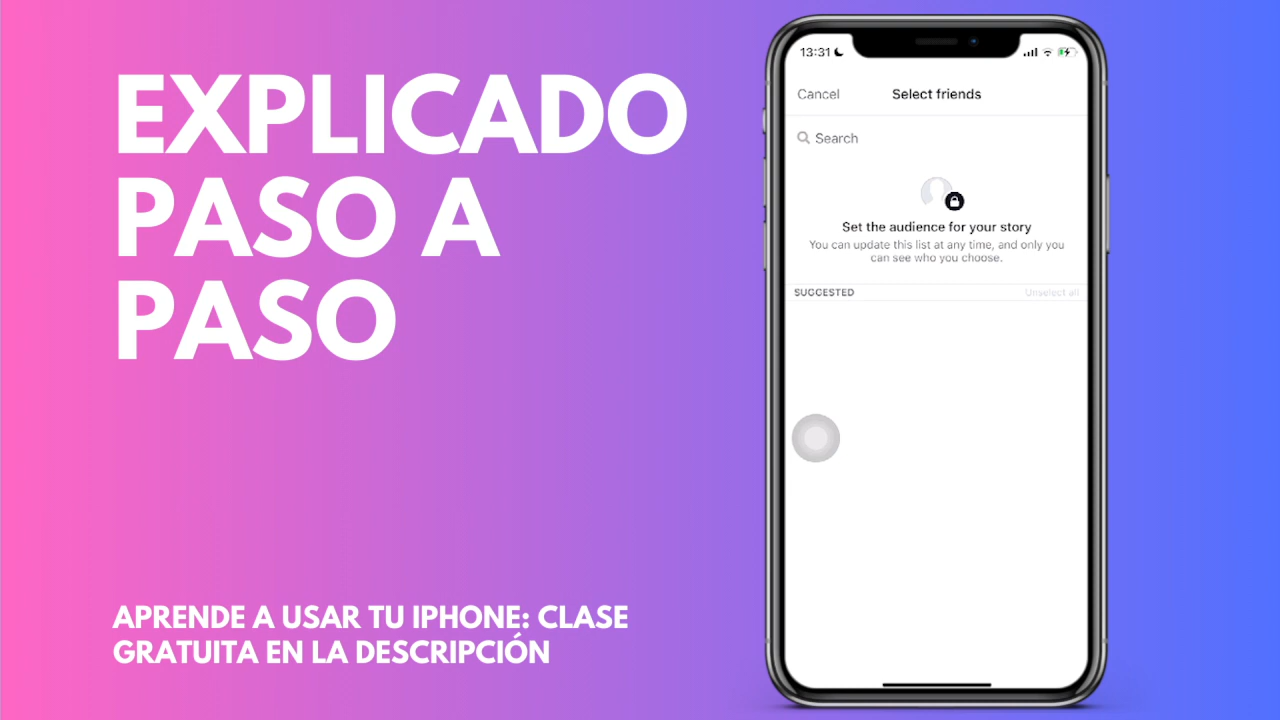 EXPLICADO
PASO A
PASO
APRENDE A USAR TU IPHONE: CLASE
GRATUITA EN LA DESCRIPCIÓN
13:31
Cancel
Select friends
Search
Set the audience for your story
You can update this list at any time, and only you
can see who you choose.
SUGGESTED
Unselect all